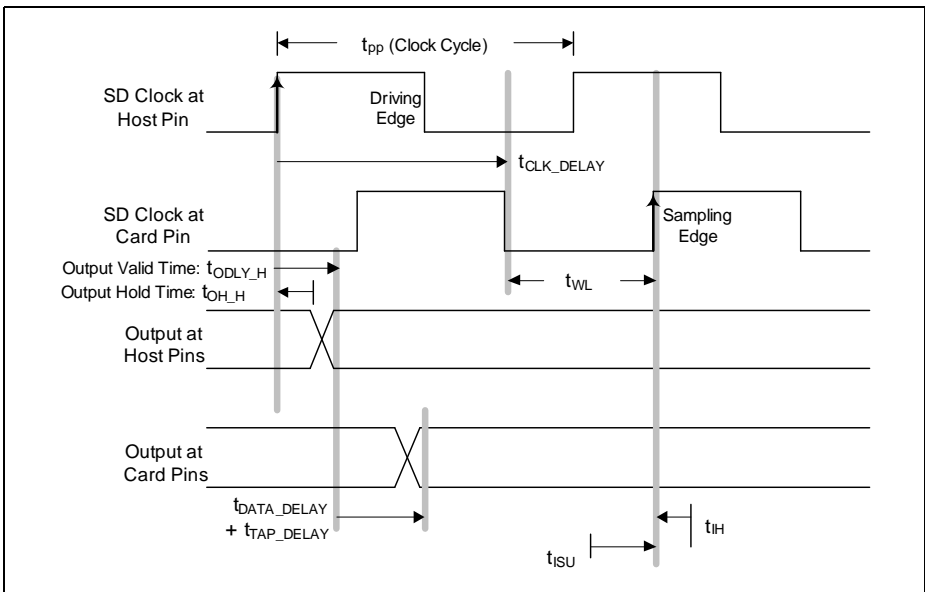 tpp (Clock Cycle)
SD Clock at
Host Pin
Driving
Edge
tCLK_DELAY
SD Clock at
Card Pin
Sampling
Edge
Output Valid Time: tODLY_H
Output Hold Time: tOH_H
tWL
Output at
Host Pins
Output at
Card Pins
tDATA_DELAY
+ tTAP_DELAY
tIH
tISU